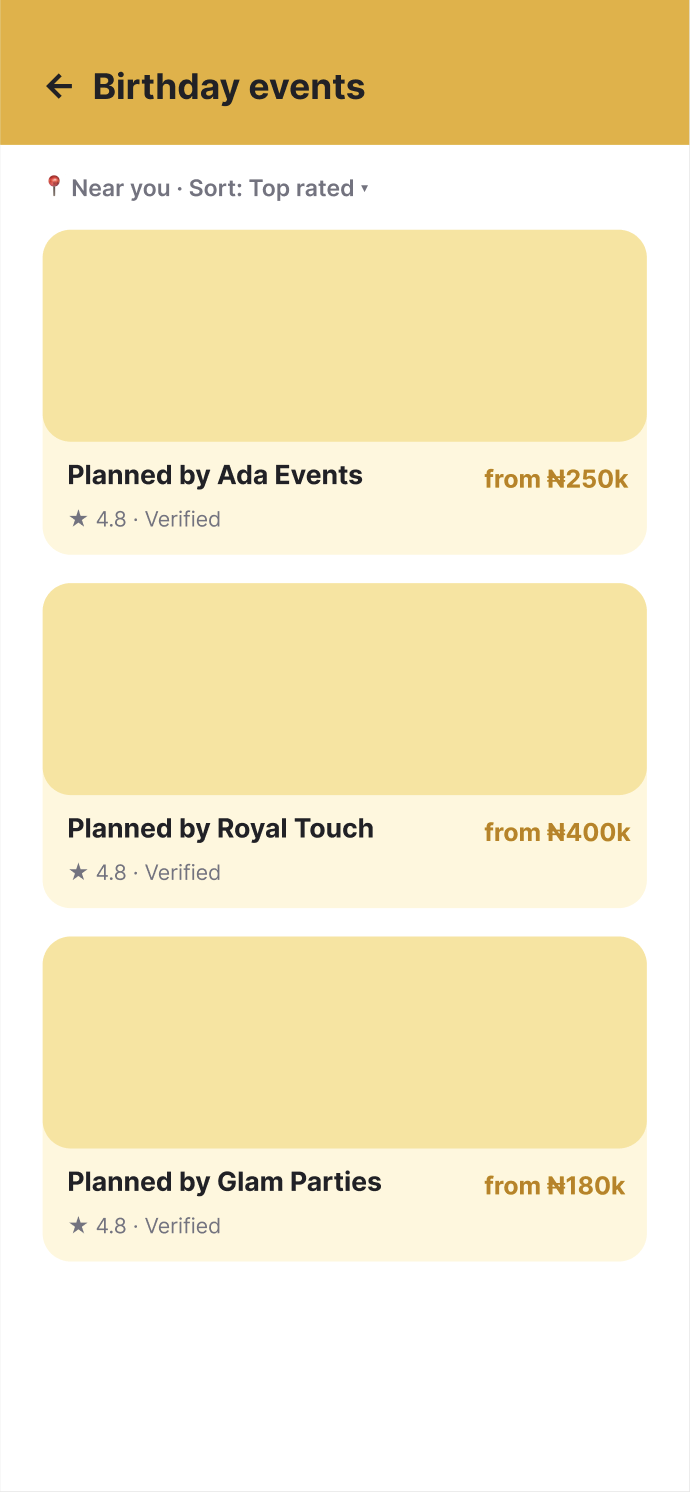 ← Birthday events
📍 Near you · Sort: Top rated ▾
Planned by Ada Events
from ₦250k
★ 4.8 · Verified
Planned by Royal Touch
from ₦400k
★ 4.8 · Verified
Planned by Glam Parties
from ₦180k
★ 4.8 · Verified